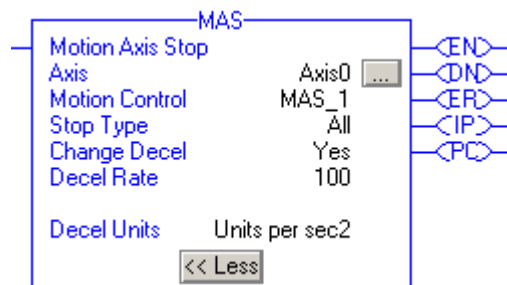 MAS
Motion Axis Stop
EN
Axis Axis0 ... DN
Motion Control MAS_1 ER
Stop Type All IP
Change Decel Yes PC
Decel Rate 100
Decel Units Units per sec2
<< Less